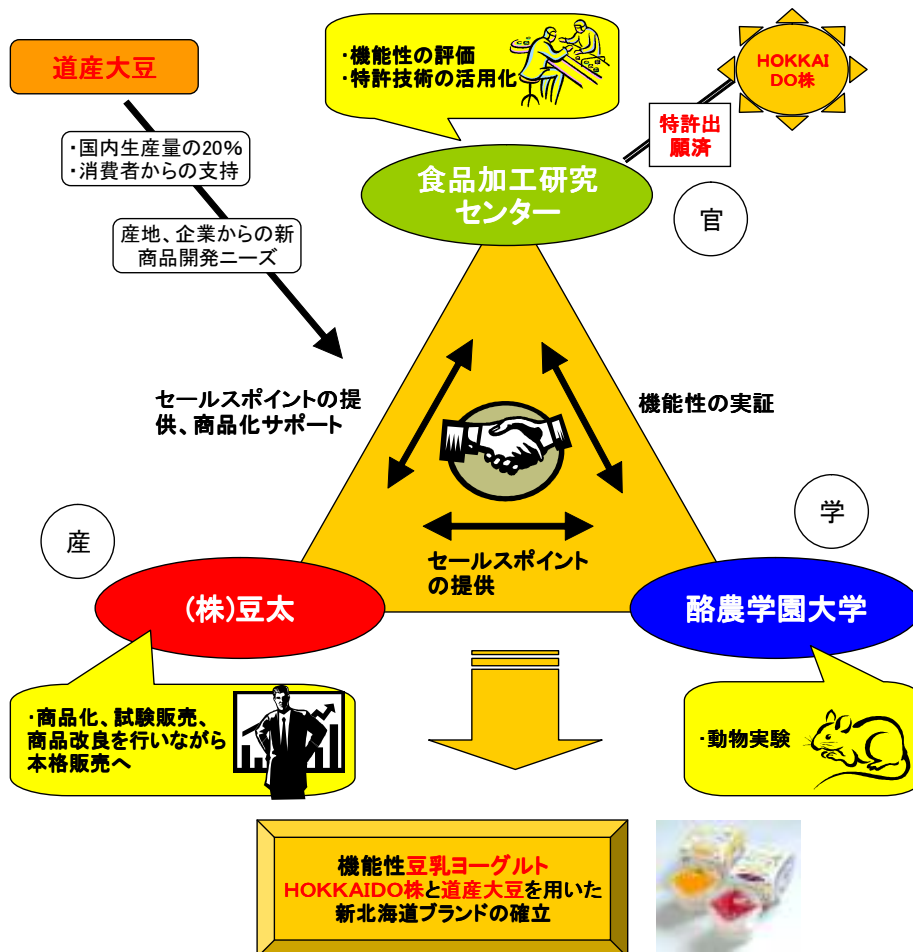 道産大豆
・国内生産量の20%
・消費者からの支持
産地、企業からの新
商品開発ニーズ
・機能性の評価
・特許技術の活用化
HOKKAI
DO株
特許出
願済
食品加工研究
センター
官
セールスポイントの提
供、商品化サポート
機能性の実証
産
学
セールスポイント
の提供
(株)豆太
酪農学園大学
・商品化、試験販売、
商品改良を行いながら
本格販売へ
・動物実験
機能性豆乳ヨーグルト
HOKKAIDO株と道産大豆を用いた
新北海道ブランドの確立